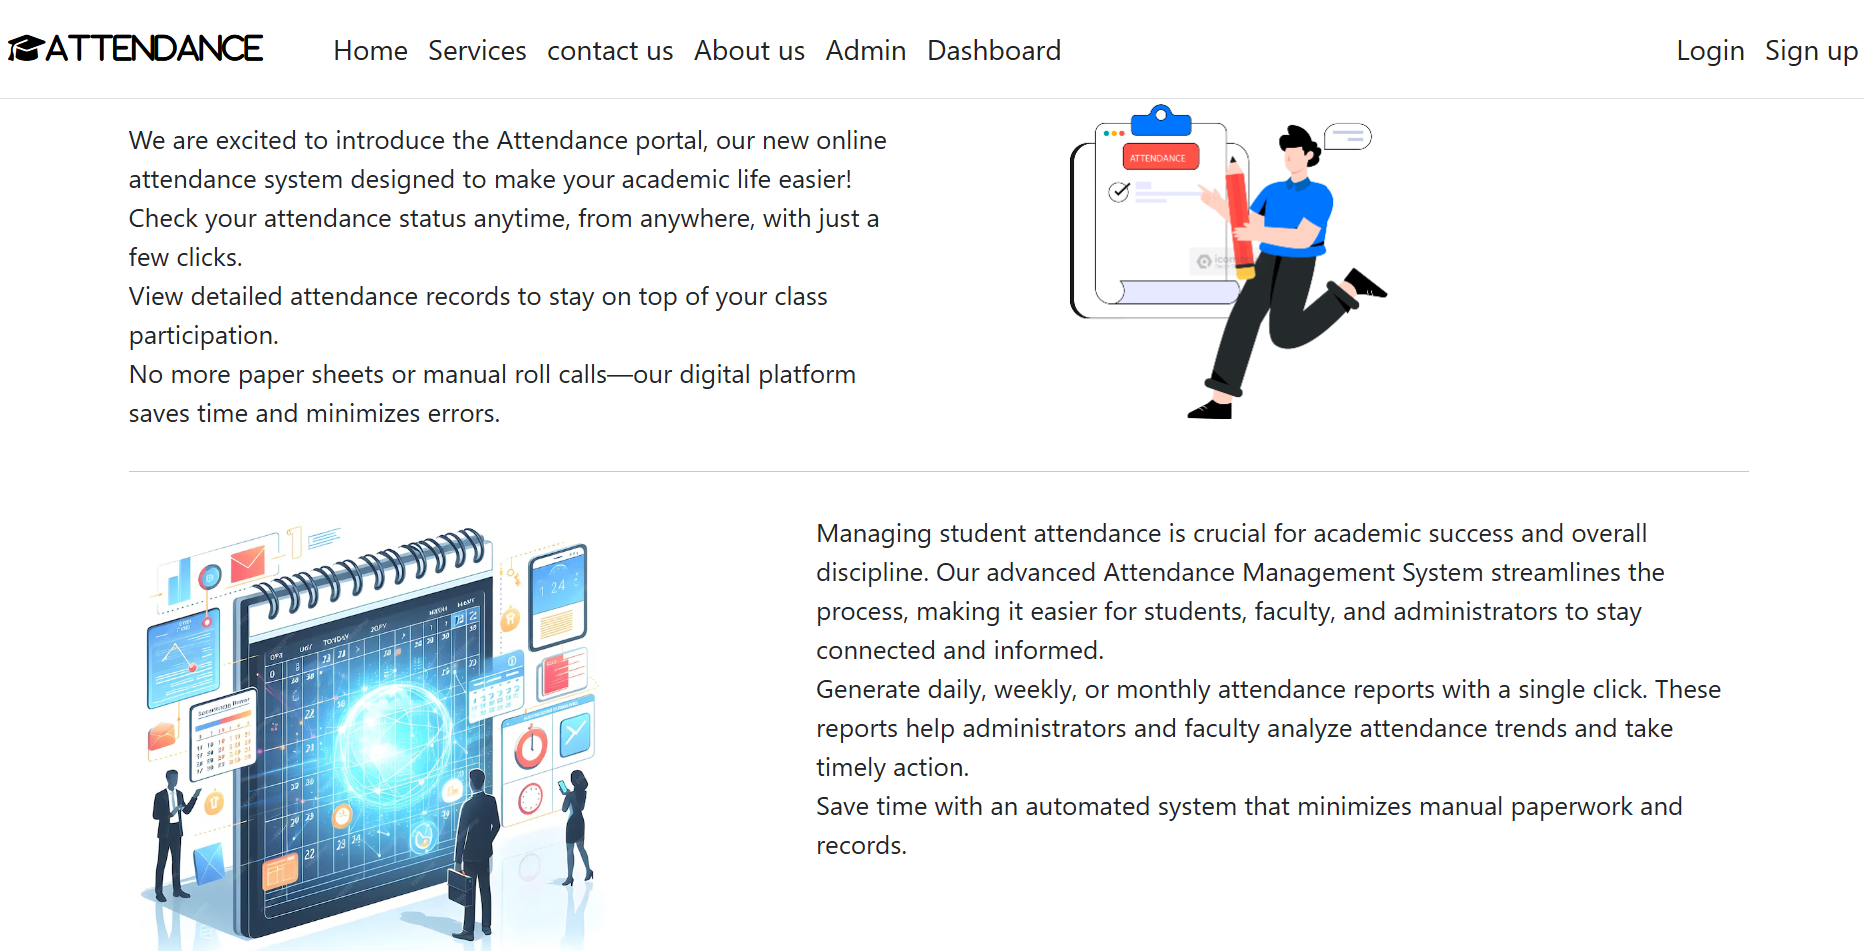 ATTENDANCE
Home Services contact us About us Admin Dashboard
Login Sign up
We are excited to introduce the Attendance portal, our new online
attendance system designed to make your academic life easier!
Check your attendance status anytime, from anywhere, with just a
few clicks.
View detailed attendance records to stay on top of your class
participation.
No more paper sheets or manual roll calls—our digital platform
saves time and minimizes errors.
ATTENDANCE
Managing student attendance is crucial for academic success and overall
discipline. Our advanced Attendance Management System streamlines the
process, making it easier for students, faculty, and administrators to stay
connected and informed.
Generate daily, weekly, or monthly attendance reports with a single click. These
reports help administrators and faculty analyze attendance trends and take
timely action.
Save time with an automated system that minimizes manual paperwork and
records.